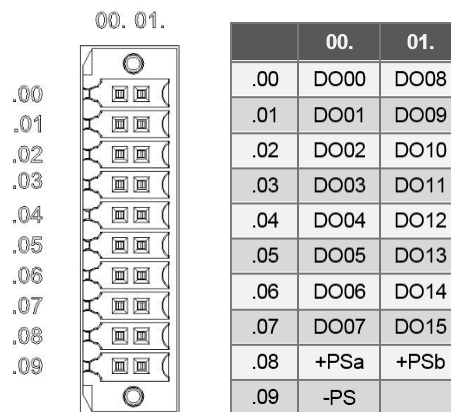 00. 01.
.00
.01
.02
.03
.04
.05
.06
.07
.08
.09
00. 01.
.00 DO00 DO08
.01 DO01 DO09
.02 DO02 DO10
.03 DO03 DO11
.04 DO04 DO12
.05 DO05 DO13
.06 DO06 DO14
.07 DO07 DO15
.08 +PSa +PSb
.09 -PS